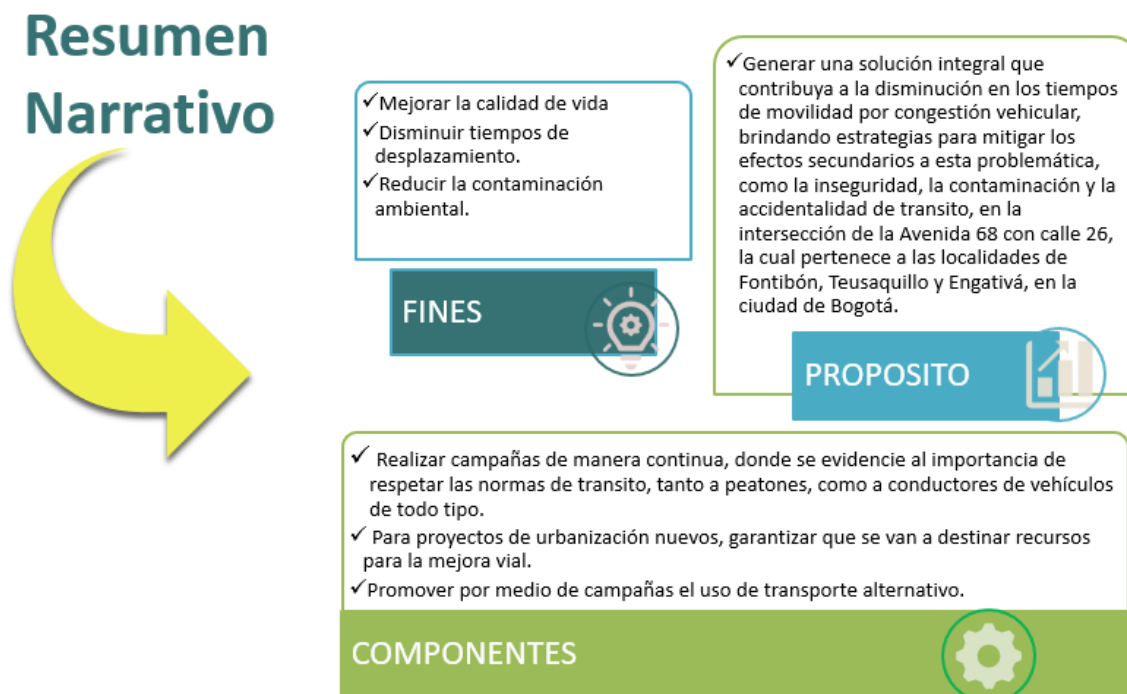 Resumen
Narrativo
✓Mejorar la calidad de vida
✓Disminuir tiempos de
desplazamiento.
✓Reducir la contaminación
ambiental.
FINES
✓Generar una solución integral que
contribuya a la disminución en los tiempos
de movilidad por congestión vehicular,
brindando estrategias para mitigar los
efectos secundarios a esta problemática,
como la inseguridad, la contaminación y la
accidentalidad de transito, en la
intersección de la Avenida 68 con calle 26,
la cual pertenece a las localidades de
Fontibón, Teusaquillo y Engativá, en la
ciudad de Bogotá.
PROPOSITO
✓ Realizar campañas de manera continua, donde se evidencie al importancia de
respetar las normas de transito, tanto a peatones, como a conductores de vehículos
de todo tipo.
✓ Para proyectos de urbanización nuevos, garantizar que se van a destinar recursos
para la mejora vial.
✓Promover por medio de campañas el uso de transporte alternativo.
COMPONENTES